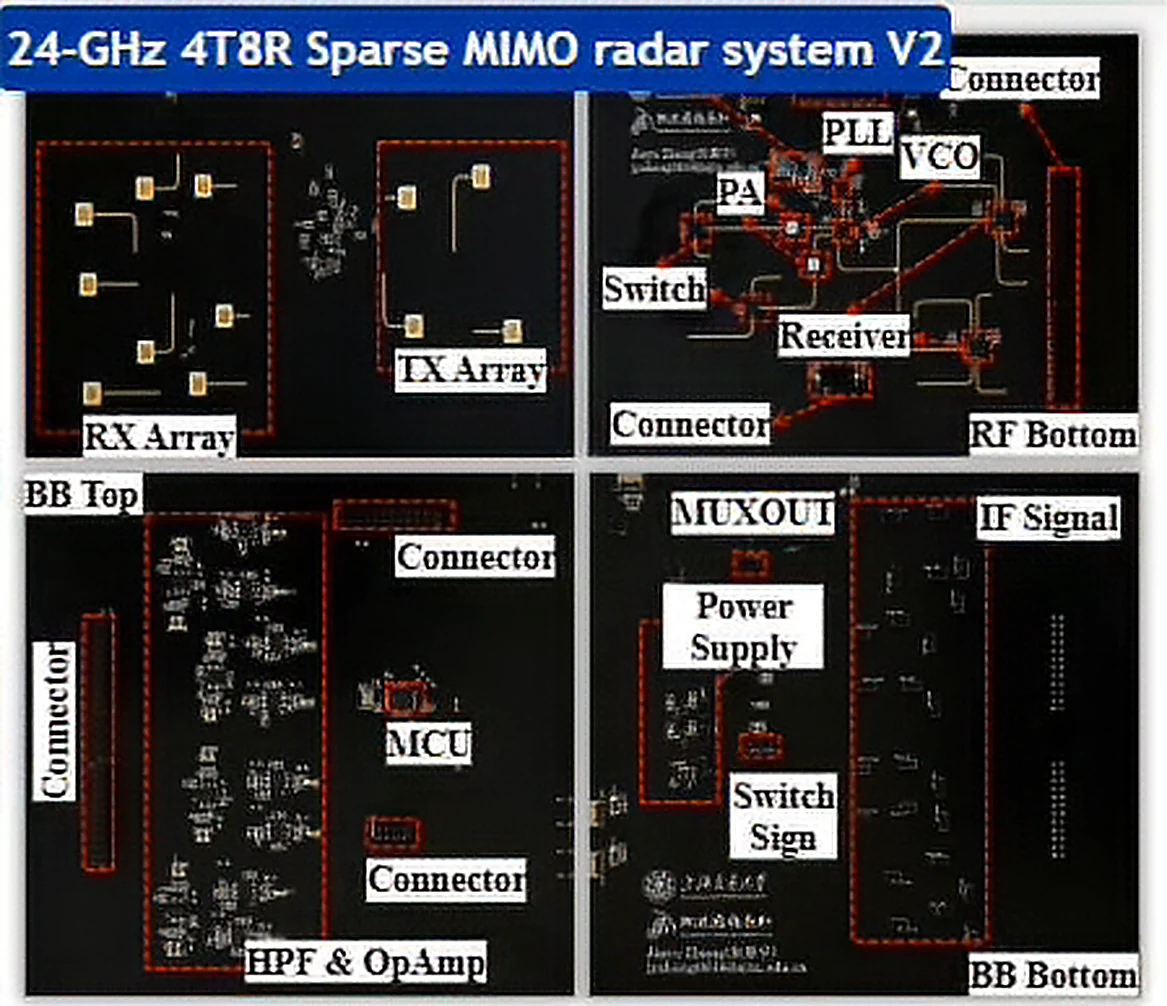 24-GHz 4T8R Sparse MIMO radar system V2
Connector
PLL
VCO
PA
Switch
Receiver
TX Array
RX Array
Connector
RF Bottom
BB Top
Connector
Connector
MCU
Connector
HPF & OpAmp
MUXOUT
IF Signal
Power
Supply
Switch
Sign
BB Bottom